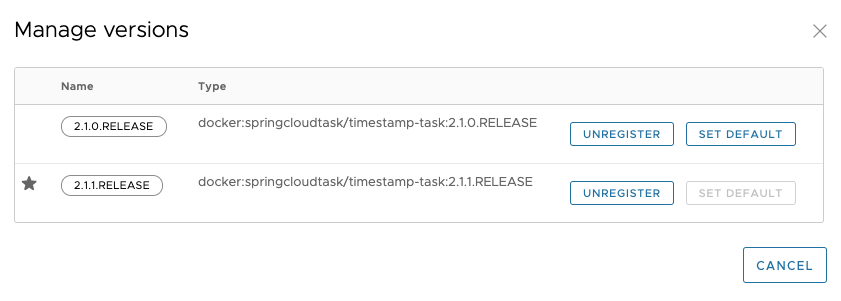 Manage versions
Name Type
2.1.0.RELEASE docker:springcloudtask/timestamp-task:2.1.0.RELEASE UNREGISTER SET DEFAULT
2.1.1.RELEASE docker:springcloudtask/timestamp-task:2.1.1.RELEASE UNREGISTER SET DEFAULT
CANCEL